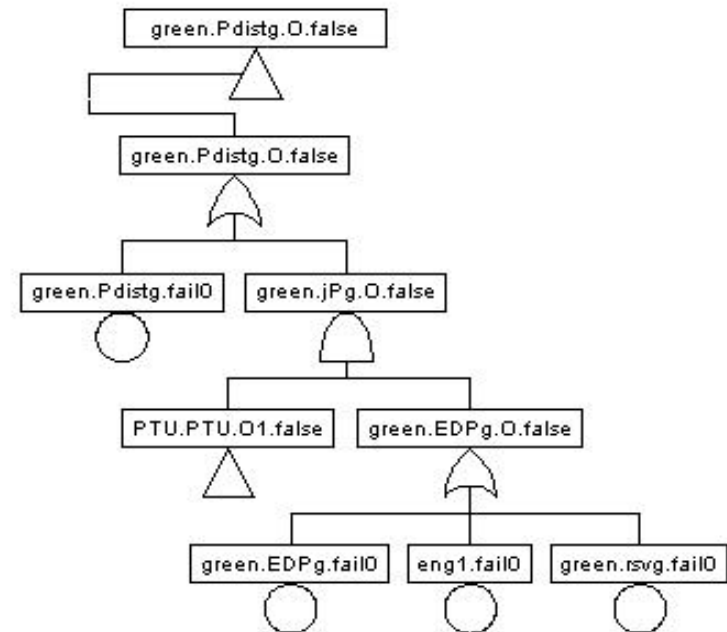 green.Pdistg.O.false
green.Pdistg.O.false
green.Pdistg.fail0
green.jPg.O.false
PTU.PTU.O1.false
green.EDPg.O.false
green.EDPg.fail0
eng1.fail0
green.rsvg.fail0